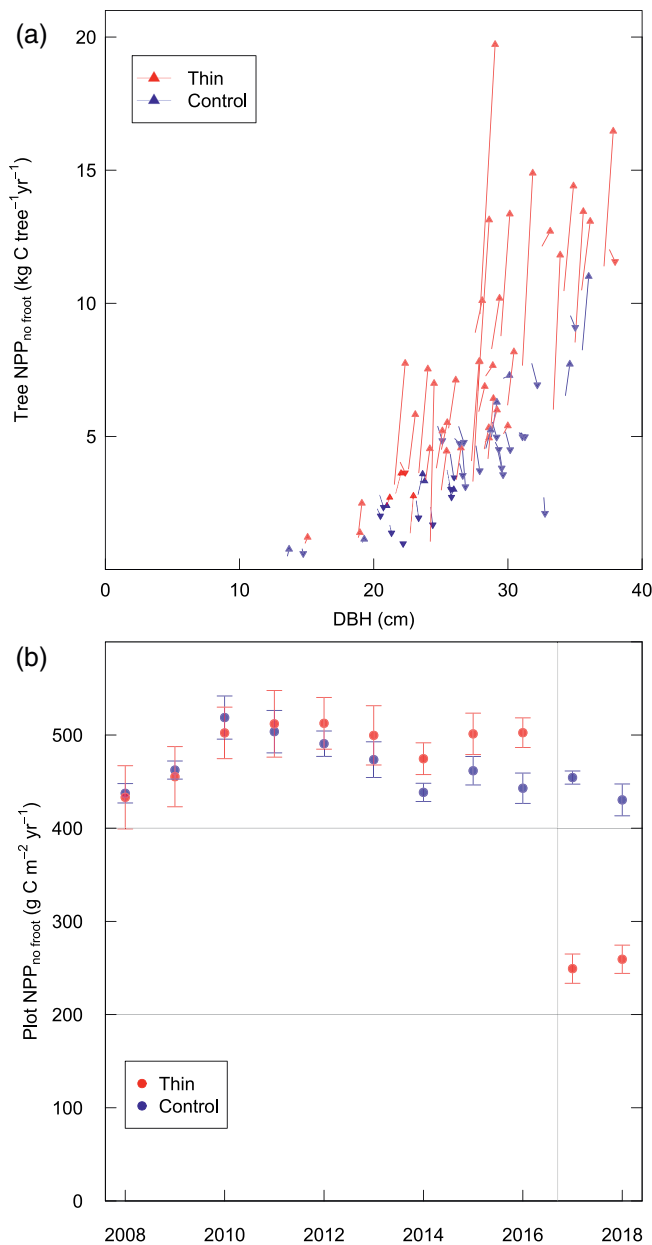 (a)
Tree NPPno froot (kg C tree−1yr−1)
20
15
10
5
Thin
Control
0
10
20
30
40
DBH (cm)
(b)
Plot NPPno froot (g C m−2 yr−1)
500
400
300
200
100
0
Thin
Control
2008
2010
2012
2014
2016
2018